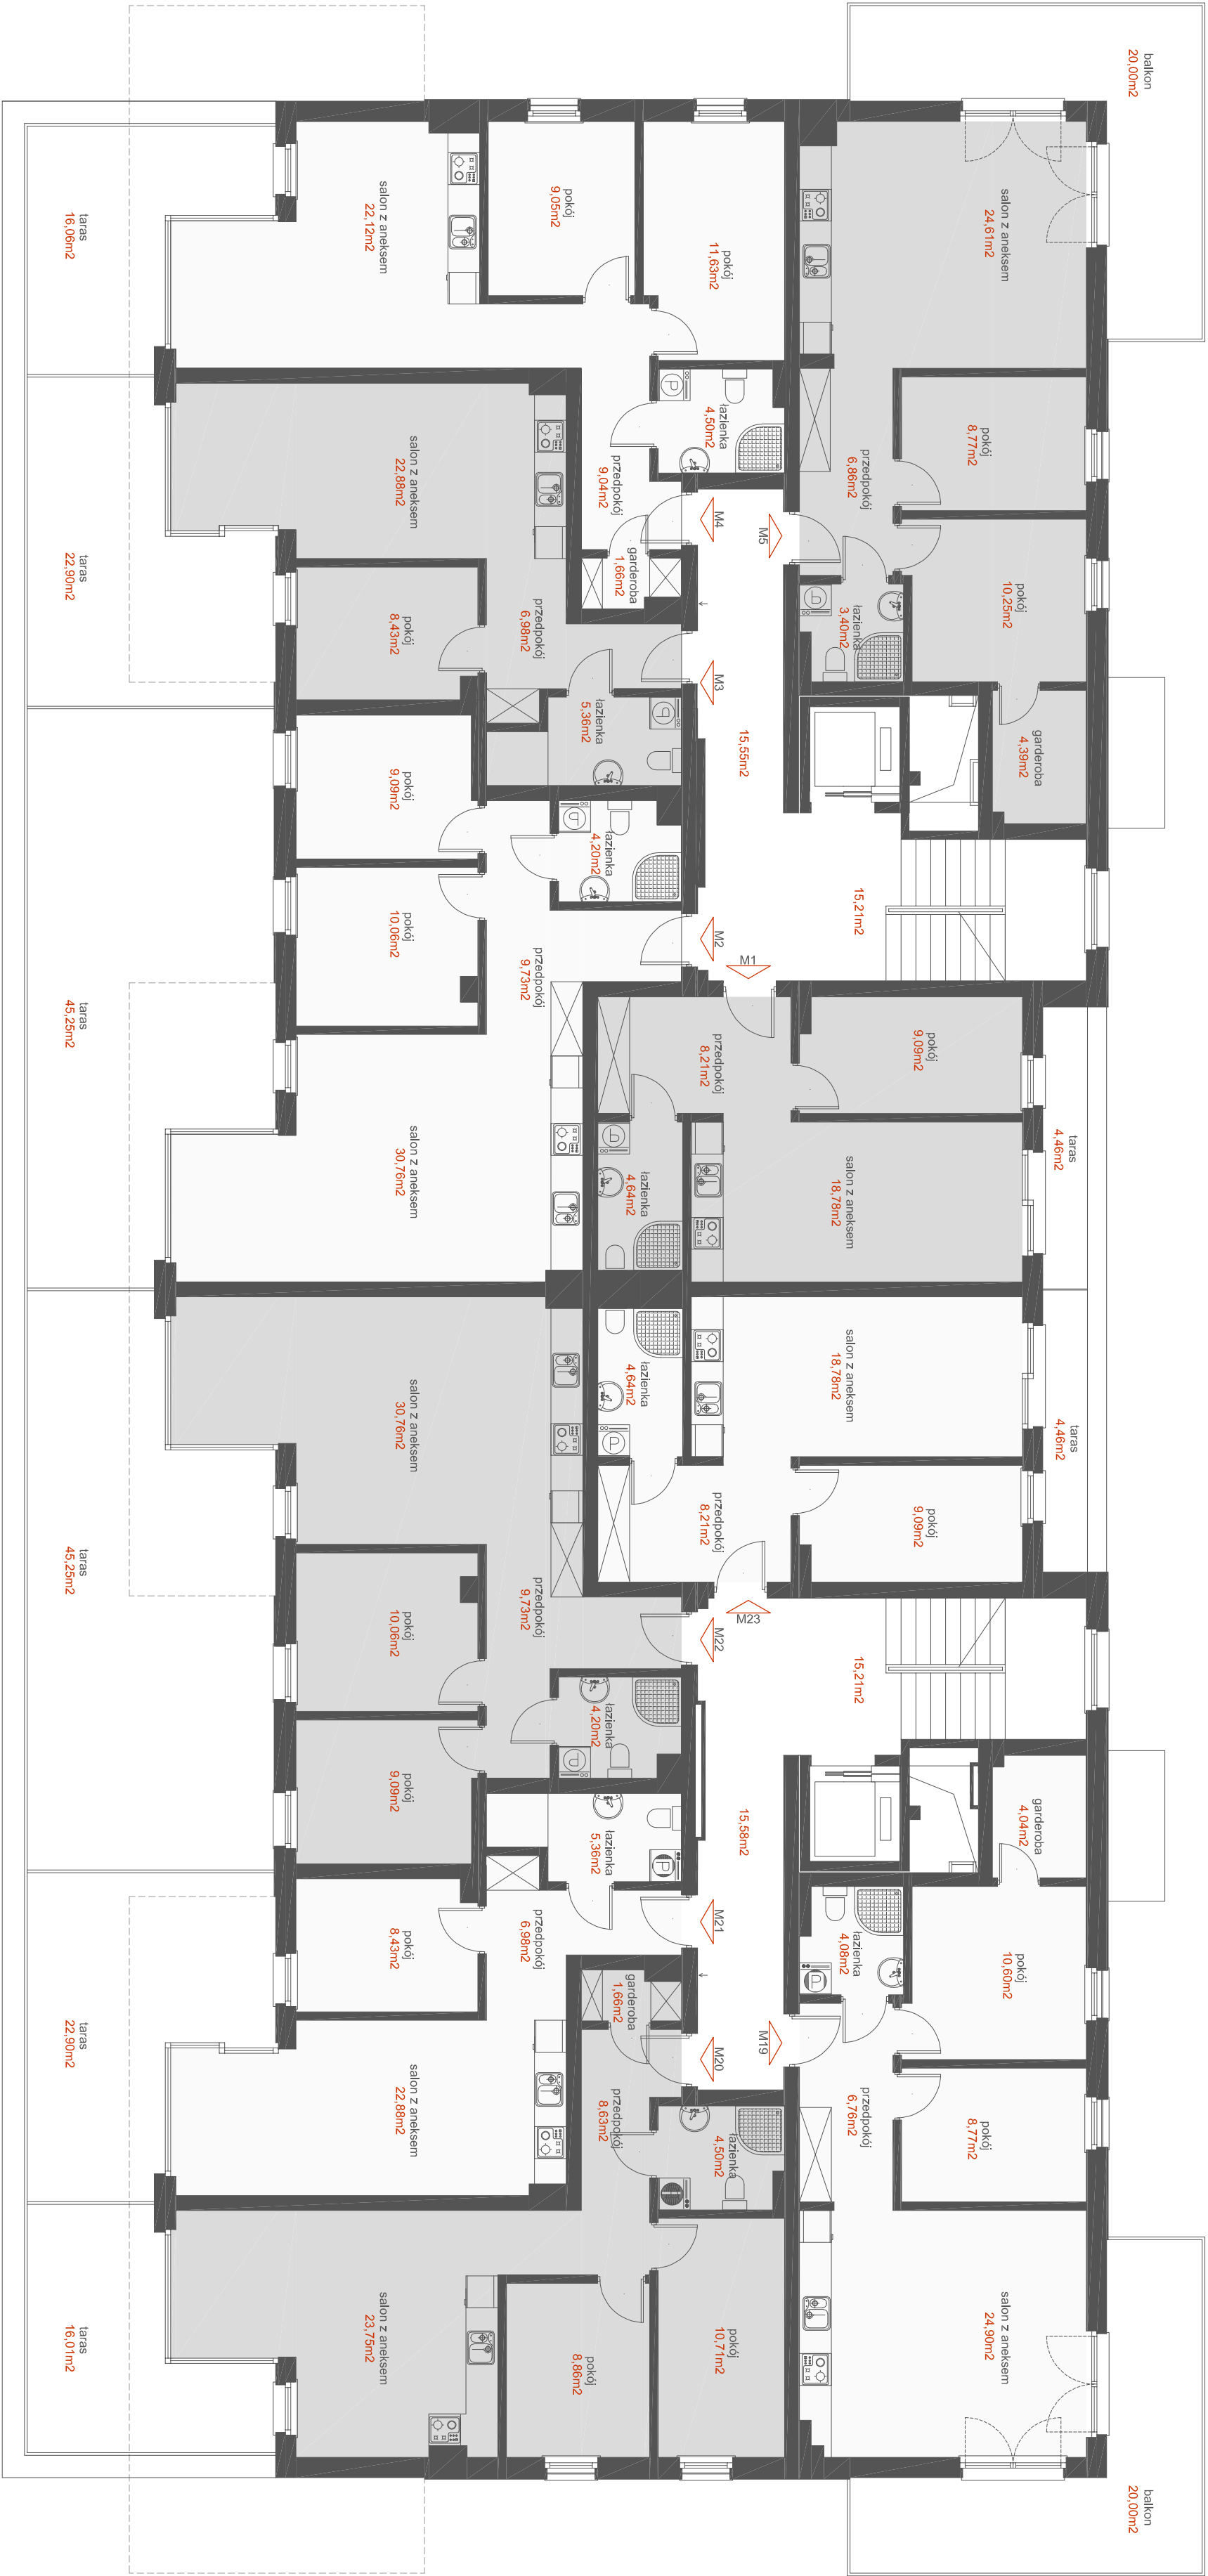 balkon
20,00m2
salon z aneksem
24,61m2
pokój
8,77m2
przedpokój
6,86m2
pokój
10,25m2
łazienka
3,40m2
garderoba
4,39m2
M5
pokój
11,63m2
pokój
9,05m2
salon z aneksem
22,12m2
taras
16,06m2
łazienka
4,50m2
przedpokój
9,04m2
garderoba
1,66m2
M4
salon z aneksem
22,88m2
taras
22,90m2
pokój
8,43m2
przedpokój
6,98m2
łazienka
5,36m2
M3
15,55m2
15,21m2
pokój
9,09m2
łazienka
4,20m2
pokój
10,06m2
przedpokój
9,73m2
M2
M1
taras
45,25m2
salon z aneksem
30,76m2
przedpokój
8,21m2
pokój
9,09m2
łazienka
4,64m2
salon z aneksem
18,78m2
taras
4,46m2
salon z aneksem
18,78m2
taras
4,46m2
łazienka
4,64m2
przedpokój
8,21m2
pokój
9,09m2
M23
salon z aneksem
30,76m2
taras
45,25m2
pokój
10,06m2
przedpokój
9,73m2
M22
łazienka
4,20m2
pokój
9,09m2
15,21m2
15,58m2
garderoba
4,04m2
łazienka
5,36m2
M21
przedpokój
6,98m2
pokój
8,43m2
taras
22,90m2
salon z aneksem
22,88m2
garderoba
1,66m2
M20
M19
łazienka
4,08m2
pokój
10,60m2
przedpokój
6,76m2
pokój
8,77m2
przedpokój
8,63m2
łazienka
4,50m2
salon z aneksem
24,90m2
pokój
10,71m2
pokój
8,86m2
salon z aneksem
23,75m2
taras
16,01m2
balkon
20,00m2